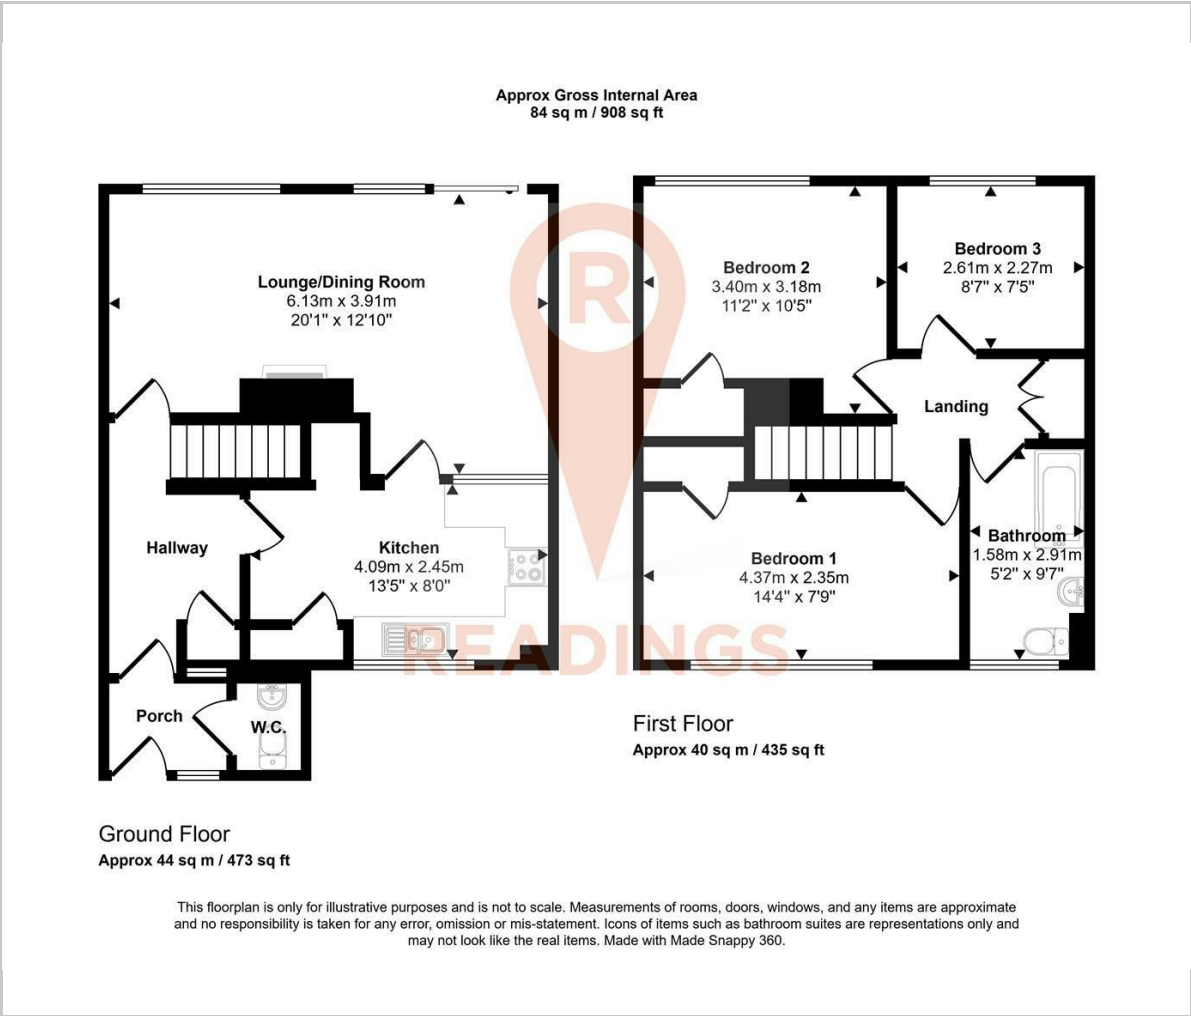 Approx Gross Internal Area
84 sq m / 908 sq ft
Lounge/Dining Room
6.13m x 3.91m
20'1" x 12'10"
Hallway
Kitchen
4.09m x 2.45m
13'5" x 8'0"
Porch
W.C.
Ground Floor
Approx 44 sq m / 473 sq ft
Bedroom 2
3.40m x 3.18m
11'2" x 10'5"
Bedroom 3
2.61m x 2.27m
8'7" x 7'5"
Landing
Bedroom 1
4.37m x 2.35m
14'4" x 7'9"
Bathroom
1.58m x 2.91m
5'2" x 9'7"
First Floor
Approx 40 sq m / 435 sq ft
R
READINGS
This floorplan is only for illustrative purposes and is not to scale. Measurements of rooms, doors, windows, and any items are approximate
and no responsibility is taken for any error, omission or mis-statement. Icons of items such as bathroom suites are representations only and
may not look like the real items. Made with Made Snappy 360.